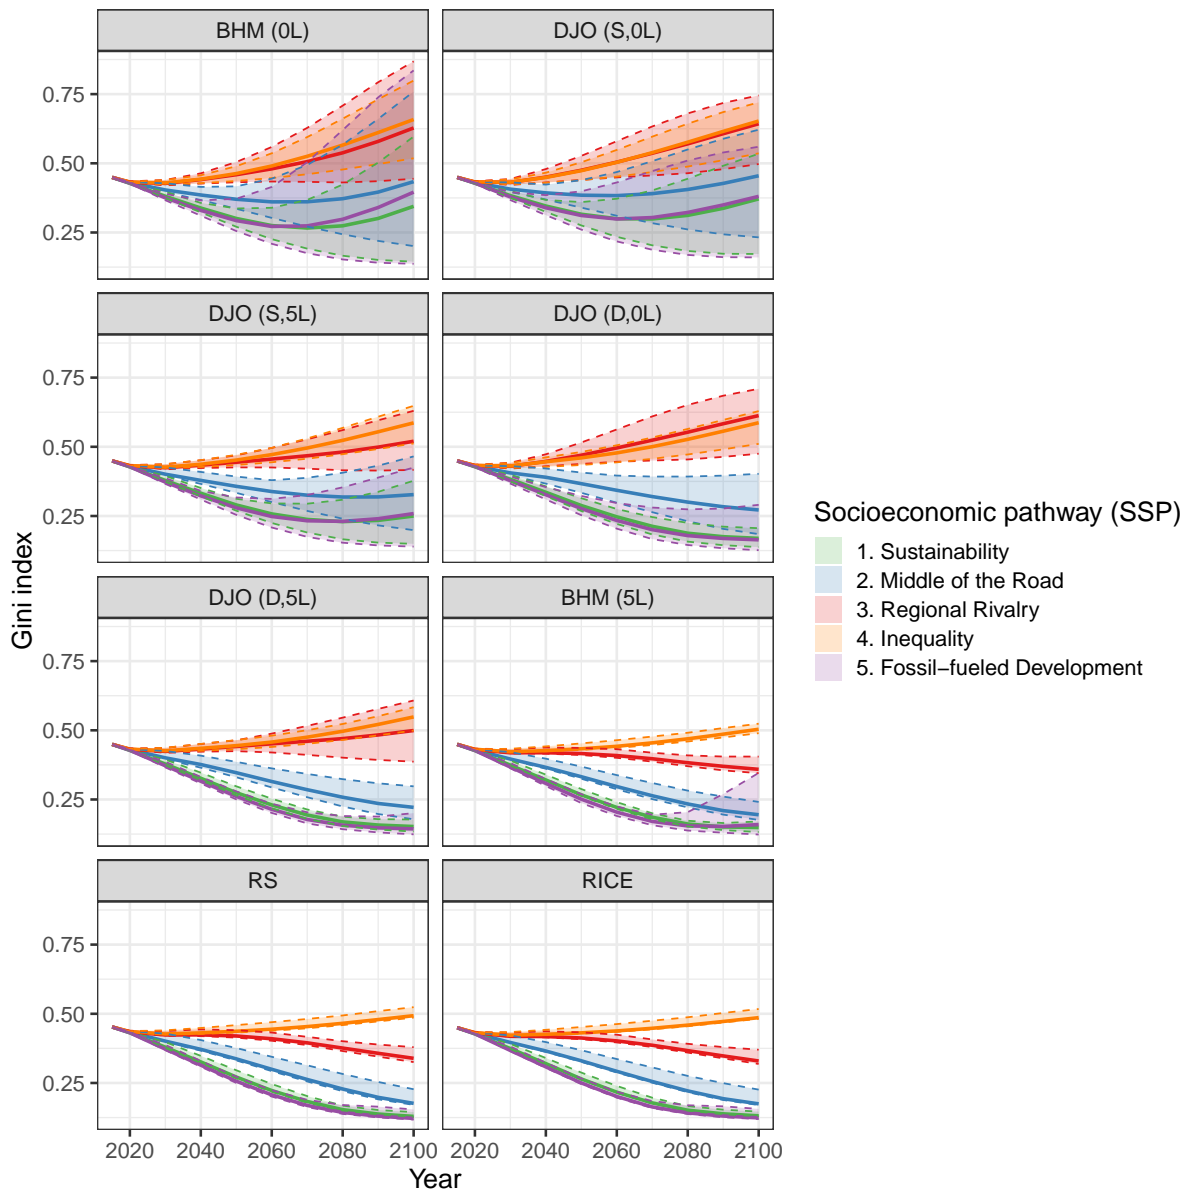 BHM (0L)
DJO (S,0L)
0.75
0.50
0.25
DJO (S,5L)
DJO (D,0L)
0.75
0.50
0.25
Gini index
DJO (D,5L)
BHM (5L)
0.75
0.50
0.25
RS
RICE
0.75
0.50
0.25
2020 2040 2060 2080 2100 2020 2040 2060 2080 2100
Year
Socioeconomic pathway (SSP)
1. Sustainability
2. Middle of the Road
3. Regional Rivalry
4. Inequality
5. Fossil−fueled Development